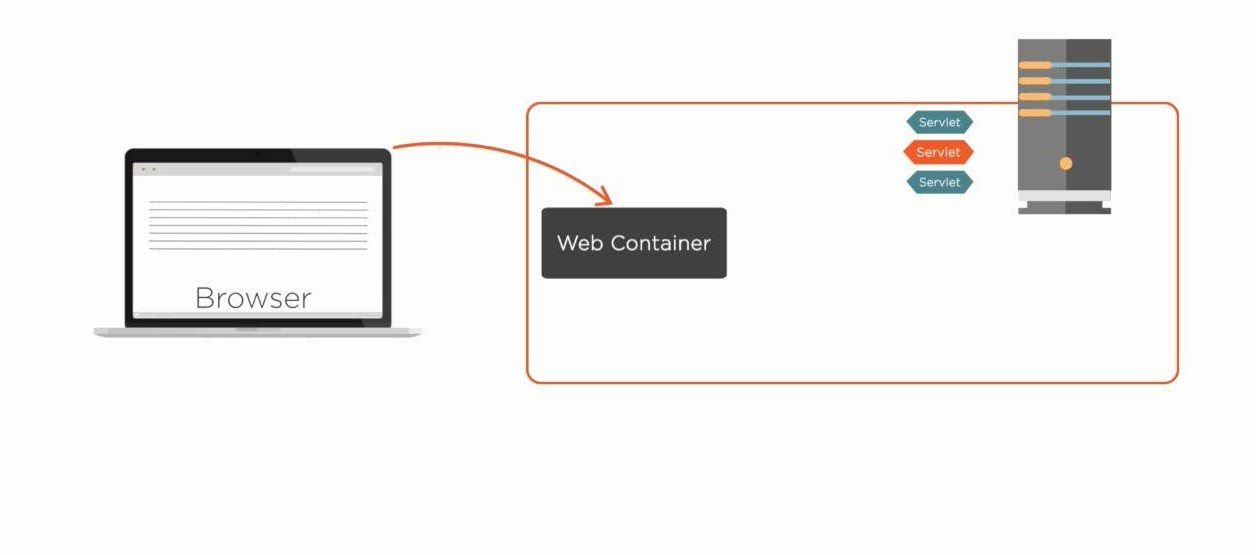 Servlet
Servlet
Servlet
Web Container
Browser